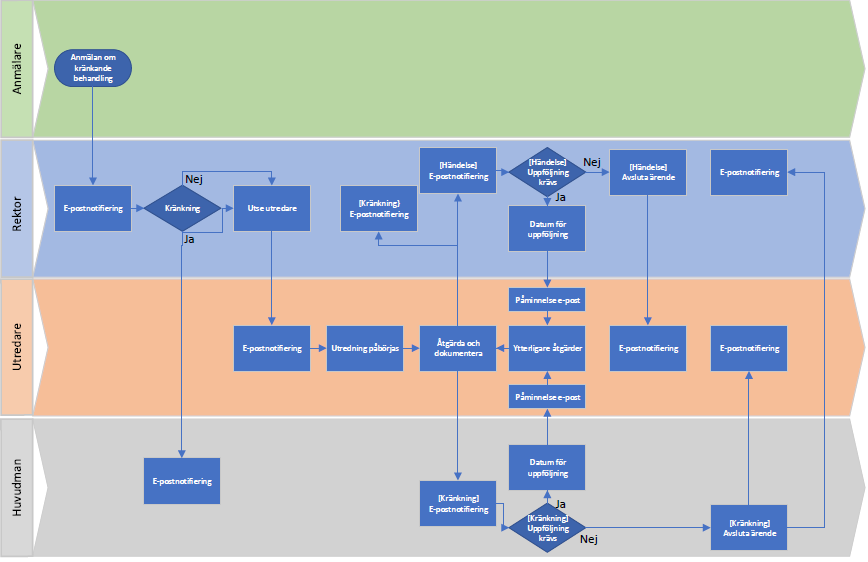 Anmälare
Anmälan om
kränkande
behandling
Rektor
E-postnotifiering
Kränkning
Nej
Ja
Utse utredare
[Kränkning)
E-postnotifiering
[Händelse]
E-postnotifiering
[Händelse]
Uppföljning
krävs
Nej
Ja
[Händelse]
Avsluta ärende
E-postnotifiering
Datum för
uppföljning
Utredare
Påminnelse e-post
E-postnotifiering
Utredning påbörjas
Åtgärda och
dokumentera
Ytterligare åtgärder
E-postnotifiering
E-postnotifiering
Påminnelse e-post
Huvudman
E-postnotifiering
Datum för
uppföljning
[Kränkning]
E-postnotifiering
Ja
[Kränkning]
Uppföljning
krävs
Nej
[Kränkning]
Avsluta ärende